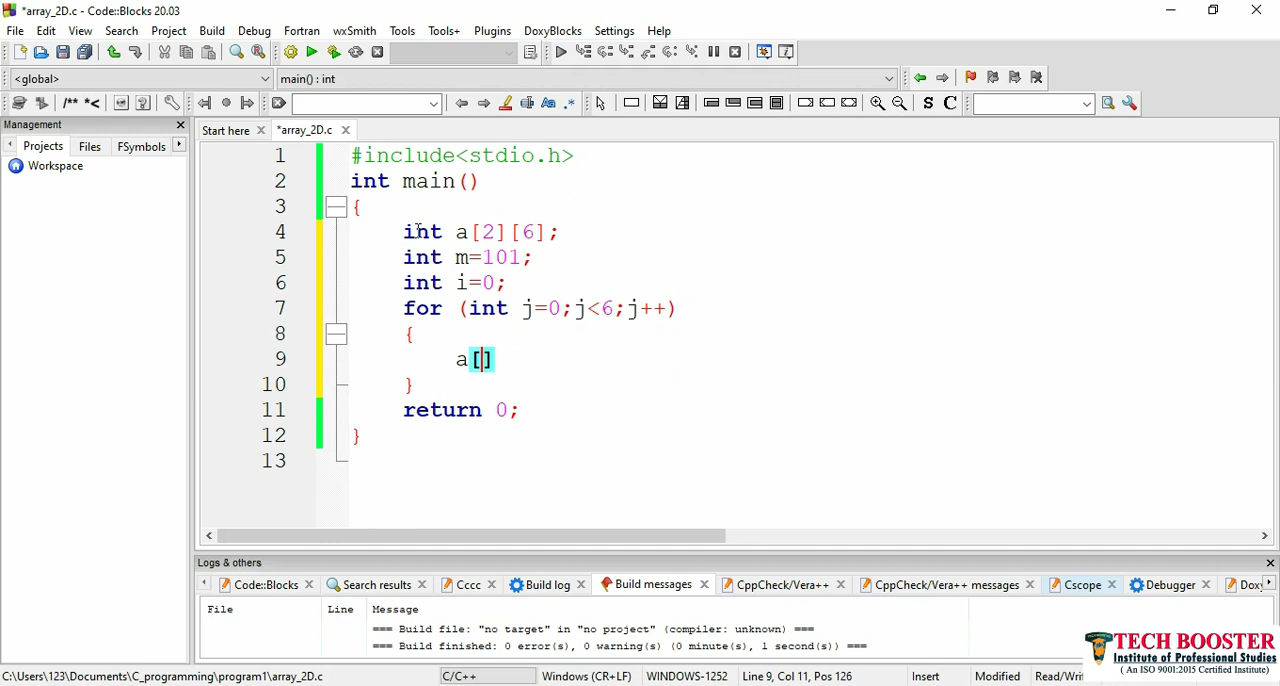 *array_2D.c - Code::Blocks 20.03
File Edit View Search Project Build Debug Fortran wxSmith Tools Tools+ Plugins DoxyBlocks Settings Help
<global> main() : int
/** *< Aa .* S C
Management
Projects Files FSymbols
Workspace
Start here *array_2D.c
1 #include<stdio.h>
2 int main()
3 {
4 int a[2][6];
5 int m=101;
6 int i=0;
7 for (int j=0;j<6;j++)
8 {
9 a[]
10 }
11 return 0;
12 }
13
Logs & others
Code::Blocks Search results Cccc Build log Build messages CppCheck/Vera++ CppCheck/Vera++ messages Cscope Debugger Dox
File Line Message
=== Build file: "no target" in "no project" (compiler: unknown) ===
=== Build finished: 0 error(s), 0 warning(s) (0 minute(s), 1 second(s)) ===
TECH BOOSTER
Institute of Professional Studies
( An ISO 9001:2015 Certified Institute)
C:\Users\123\Documents\C_programming\program1\array_2D.c C/C++ Windows (CR+LF) WINDOWS-1252 Line 9, Col 11, Pos 126 Insert Modified Read/Wri